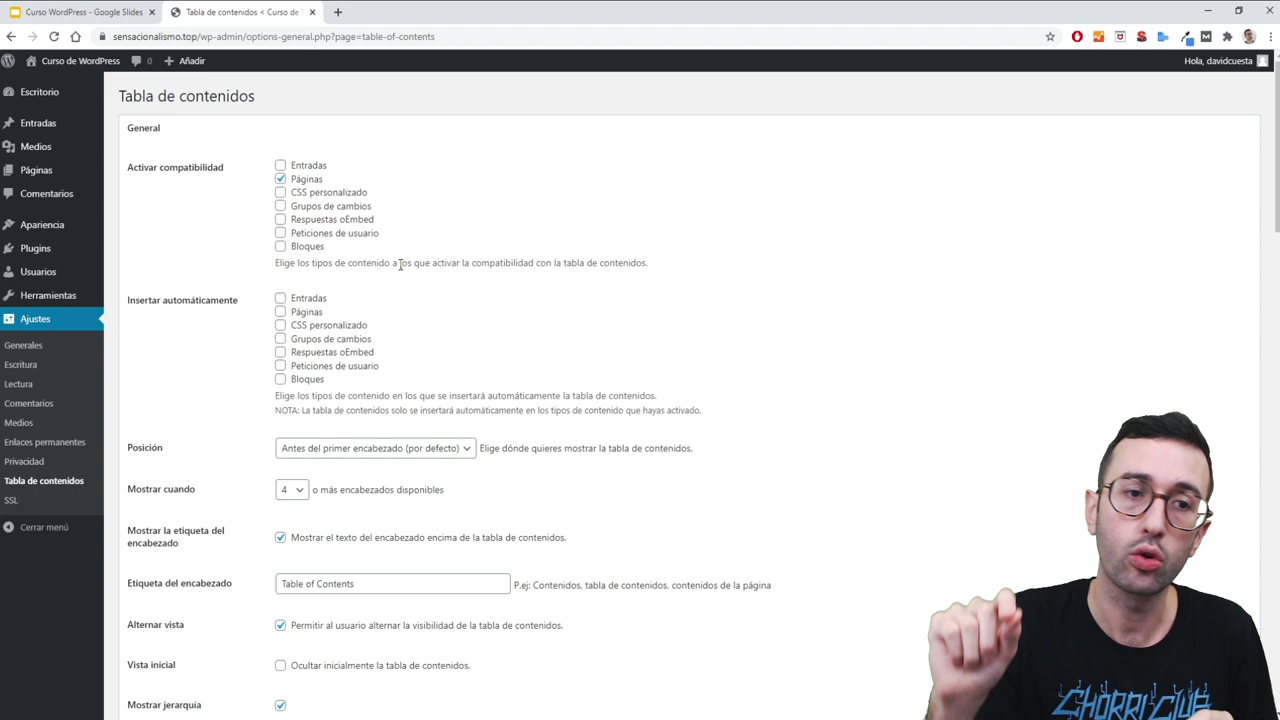 Curso WordPress - Google Slides
Tabla de contenidos < Curso de
sensacionalismo.top/wp-admin/options-general.php?page=table-of-contents
Curso de WordPress
0
Añadir
Hola, davidcuesta
Escritorio
Entradas
Medios
Páginas
Comentarios
Apariencia
Plugins
Usuarios
Herramientas
Ajustes
Generales
Escritura
Lectura
Comentarios
Medios
Enlaces permanentes
Privacidad
Tabla de contenidos
SSL
Cerrar menú
Tabla de contenidos
General
Activar compatibilidad
Entradas
Páginas
CSS personalizado
Grupos de cambios
Respuestas oEmbed
Peticiones de usuario
Bloques
Elige los tipos de contenido a los que activar la compatibilidad con la tabla de contenidos.
Insertar automáticamente
Entradas
Páginas
CSS personalizado
Grupos de cambios
Respuestas oEmbed
Peticiones de usuario
Bloques
Elige los tipos de contenido en los que se insertará automáticamente la tabla de contenidos.
NOTA: La tabla de contenidos solo se insertará automáticamente en los tipos de contenido que hayas activado.
Posición
Antes del primer encabezado (por defecto)
Elige dónde quieres mostrar la tabla de contenidos.
Mostrar cuando
4
o más encabezados disponibles
Mostrar la etiqueta del
encabezado
Mostrar el texto del encabezado encima de la tabla de contenidos.
Etiqueta del encabezado
Table of Contents
P.ej: Contenidos, tabla de contenidos, contenidos de la página
Alternar vista
Permitir al usuario alternar la visibilidad de la tabla de contenidos.
Vista inicial
Ocultar inicialmente la tabla de contenidos.
Mostrar jerarquía
CHORRI CLUB